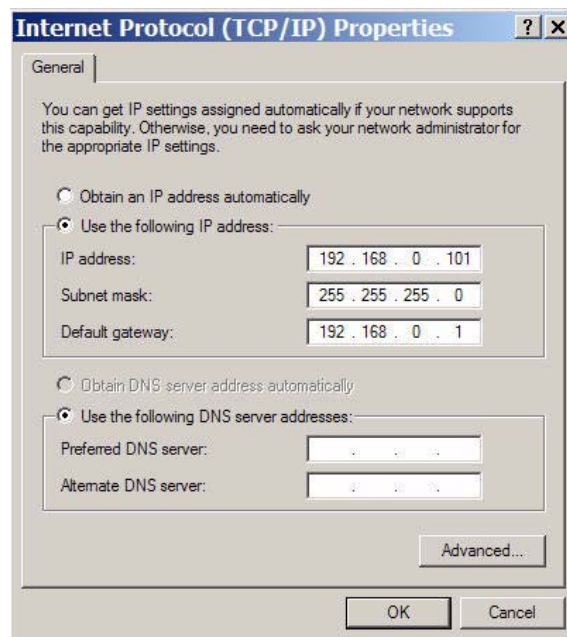 Internet Protocol (TCP/IP) Properties ? X
General
You can get IP settings assigned automatically if your network supports
this capability. Otherwise, you need to ask your network administrator for
the appropriate IP settings.
Obtain an IP address automatically
Use the following IP address:
IP address: 192 . 168 . 0 . 101
Subnet mask: 255 . 255 . 255 . 0
Default gateway: 192 . 168 . 0 . 1
Obtain DNS server address automatically
Use the following DNS server addresses:
Preferred DNS server: . . .
Alternate DNS server: . . .
Advanced...
OK Cancel